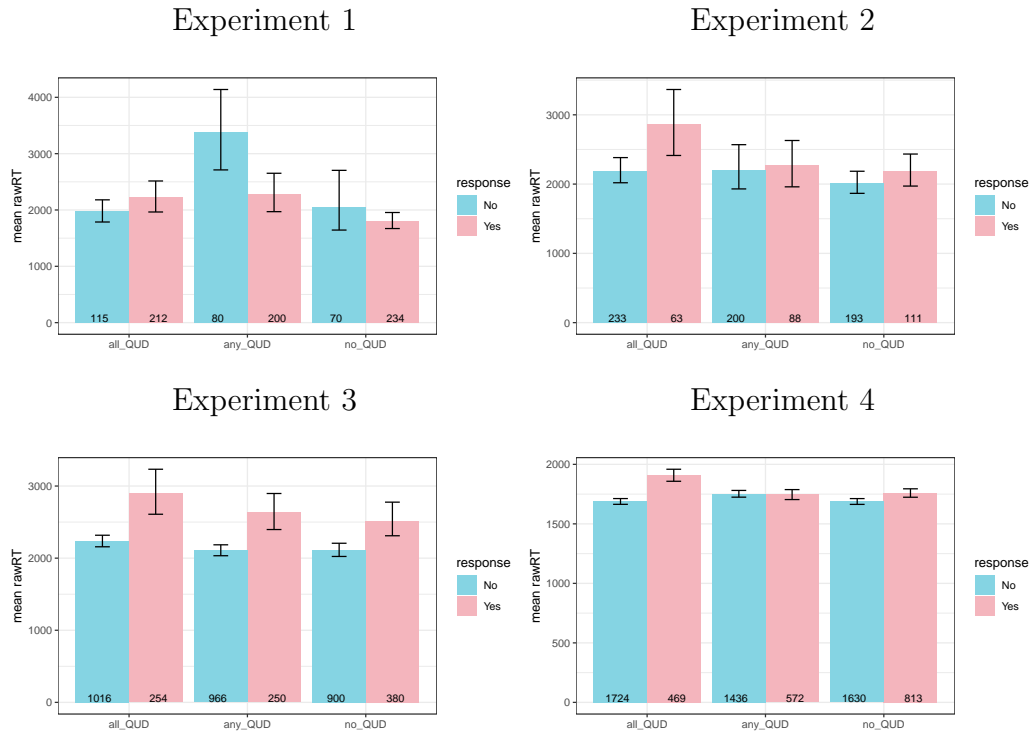 Experiment 1
4000
3000
2000
1000
0
mean rawRT
115 212 80 200 70 234
all_QUD any_QUD no_QUD
response
No
Yes
Experiment 2
3000
2000
1000
0
mean rawRT
233 63 200 88 193 111
all_QUD any_QUD no_QUD
response
No
Yes
Experiment 3
3000
2000
1000
0
mean rawRT
1016 254 966 250 900 380
all_QUD any_QUD no_QUD
response
No
Yes
Experiment 4
2000
1500
1000
500
0
mean rawRT
1724 469 1436 572 1630 813
all_QUD any_QUD no_QUD
response
No
Yes